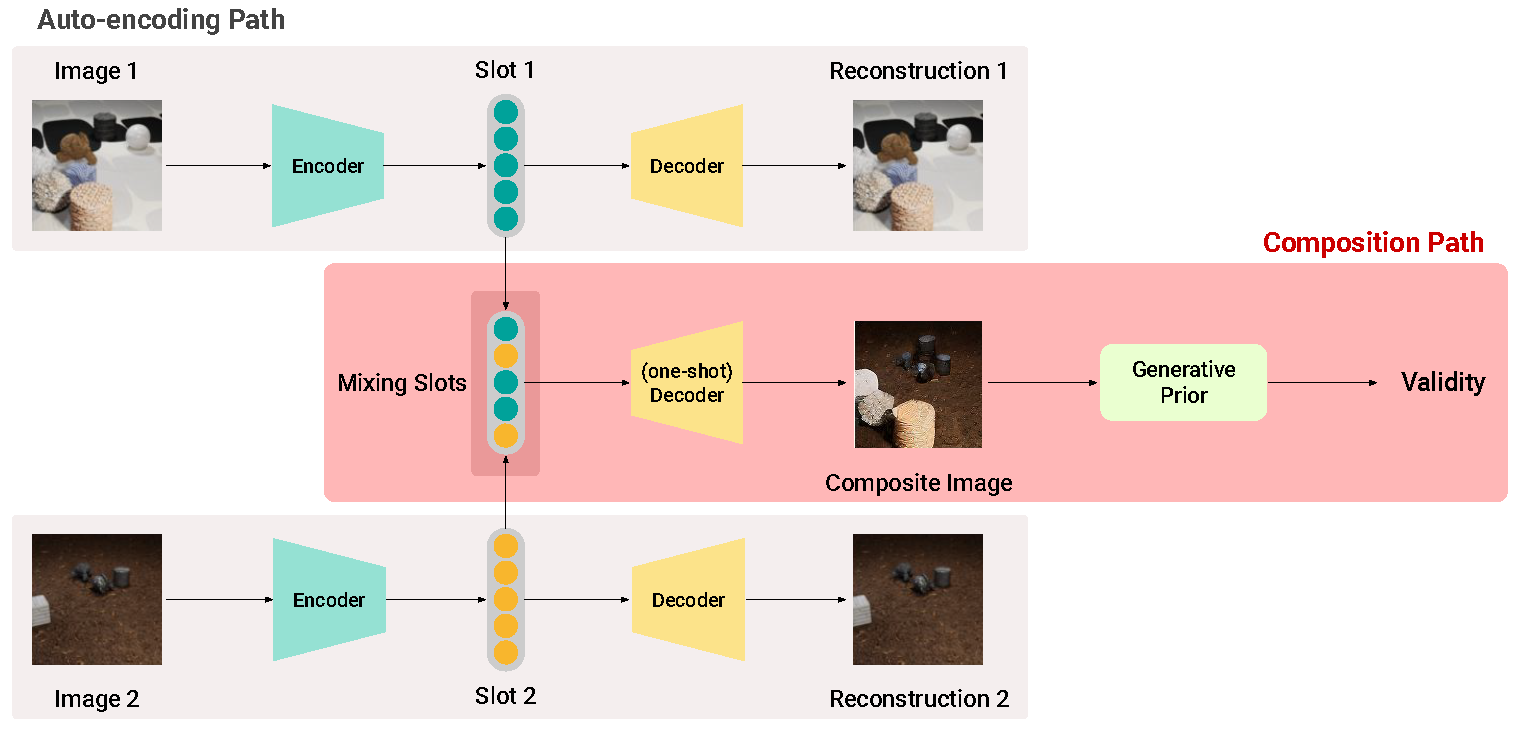 Auto-encoding Path
Image 1
Slot 1
Reconstruction 1
Encoder
Decoder
Composition Path
Mixing Slots
(one-shot)
Decoder
Generative
Prior
Validity
Composite Image
Encoder
Decoder
Image 2
Slot 2
Reconstruction 2